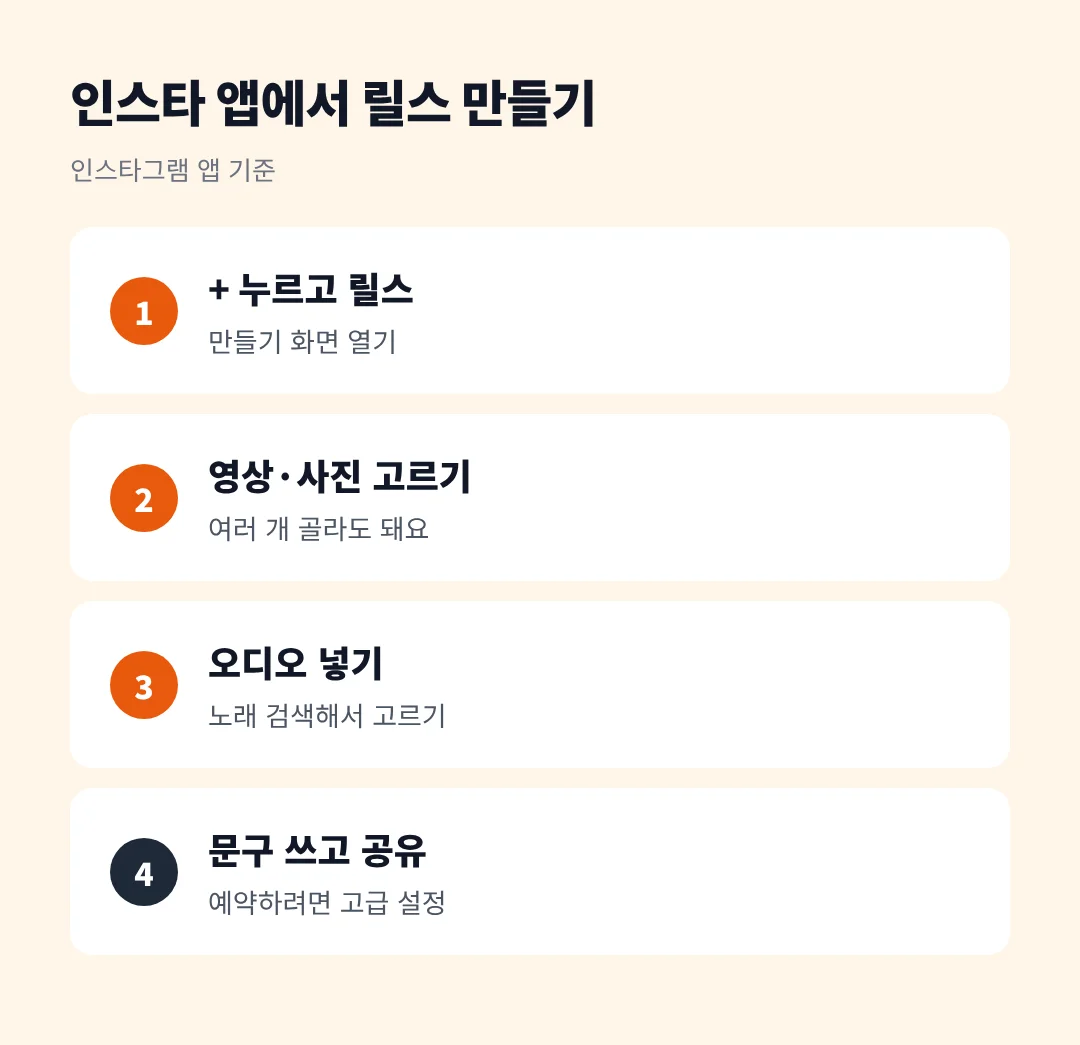 인스타 앱에서 릴스 만들기
인스타그램 앱 기준
1
+ 누르고 릴스
만들기 화면 열기
2
영상·사진 고르기
여러 개 골라도 돼요
3
오디오 넣기
노래 검색해서 고르기
4
문구 쓰고 공유
예약하려면 고급 설정